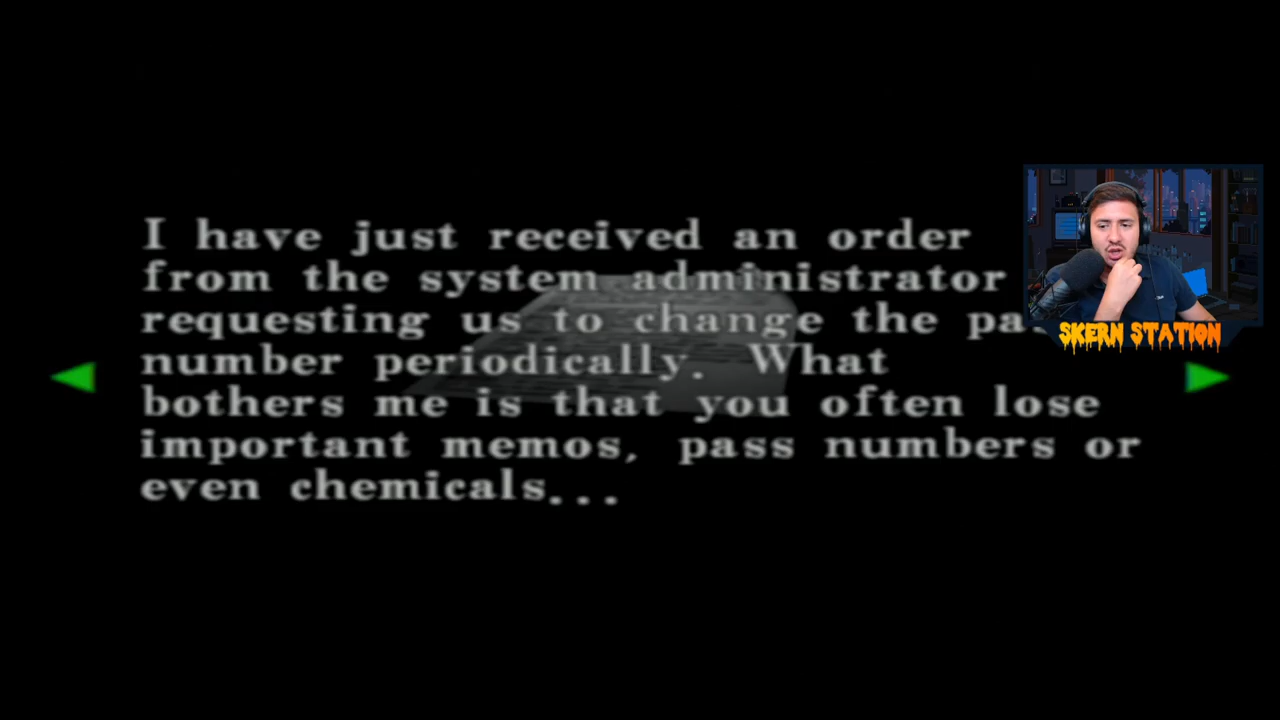 I have just received an order
from the system administrator
requesting us to change the
number periodically. What
bothers me is that you often lose
important memos, pass numbers or
even chemicals...
SKERN STATION